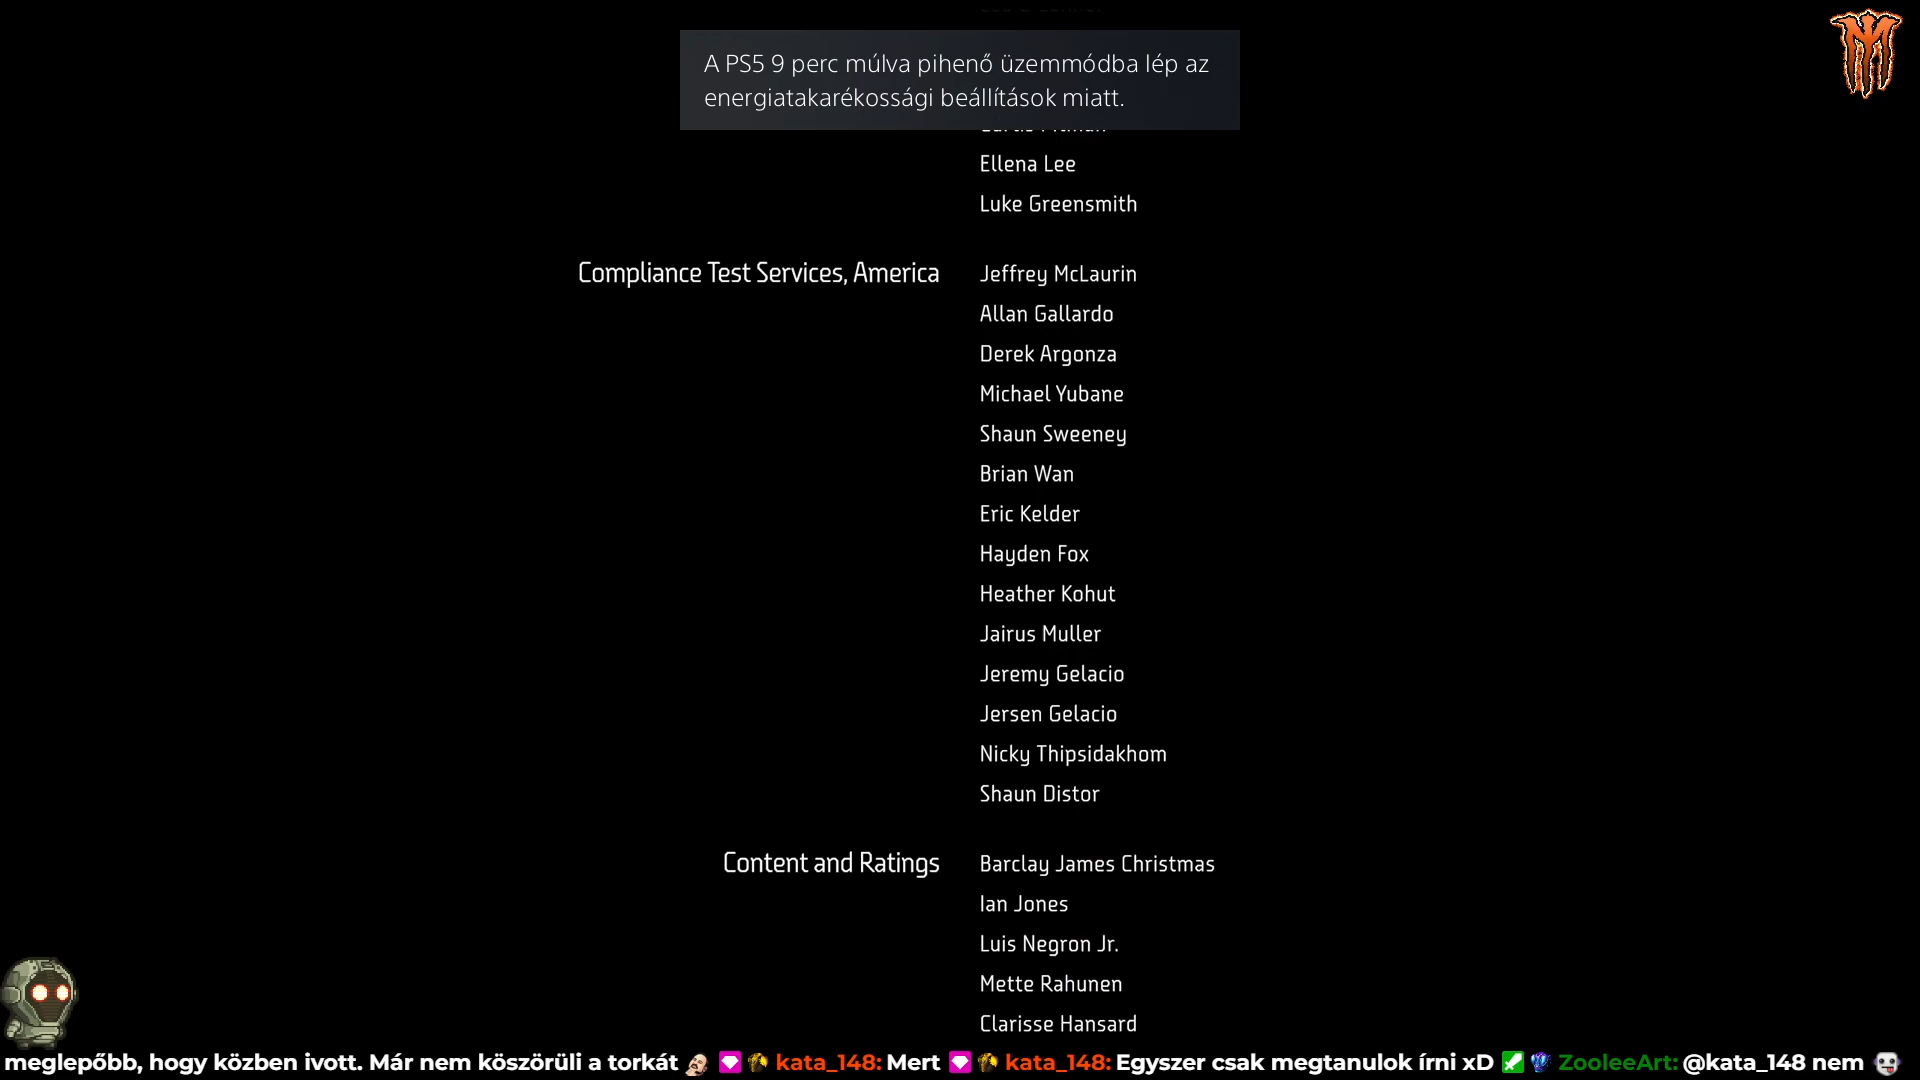 A PS5 9 perc múlva pihenő üzemmódba lép az
energiatakarékossági beállítások miatt.
Ellena Lee
Luke Greensmith
Compliance Test Services, America
Jeffrey McLaurin
Allan Gallardo
Derek Argonza
Michael Yubane
Shaun Sweeney
Brian Wan
Eric Kelder
Hayden Fox
Heather Kohut
Jairus Muller
Jeremy Gelacio
Jersen Gelacio
Nicky Thipsidakhom
Shaun Distor
Content and Ratings
Barclay James Christmas
Ian Jones
Luis Negron Jr.
Mette Rahunen
Clarisse Hansard
meglepőbb, hogy közben ivott. Már nem köszörüli a torkát kata_148: Mert kata_148: Egyszer csak megtanulok írni xD ZooleeArt: @kata_148 nem